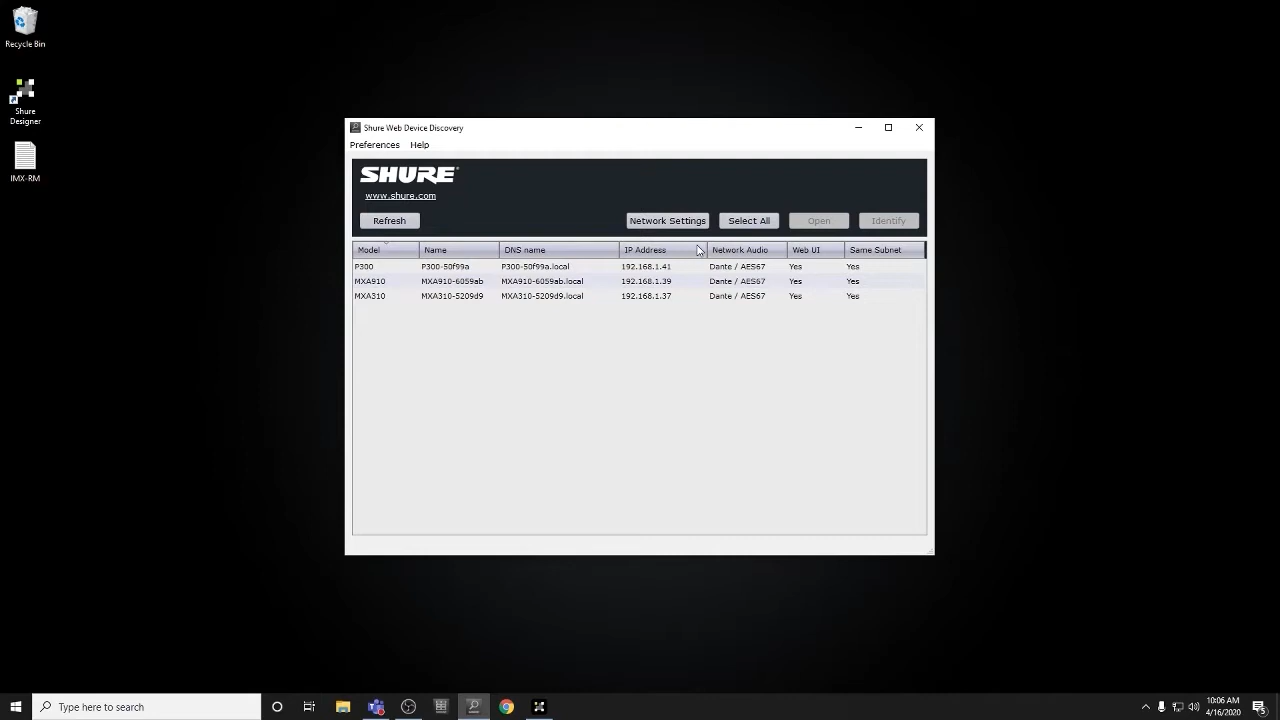 Recycle Bin
Shure
Designer
IMX-RM
Shure Web Device Discovery
Preferences Help
SHURE
www.shure.com
Refresh Network Settings Select All Open Identify
Model Name DNS name IP Address Network Audio Web UI Same Subnet
P300 P300-50f99a P300-50f99a.local 192.168.1.41 Dante / AES67 Yes Yes
MXA910 MXA910-6059ab MXA910-6059ab.local 192.168.1.39 Dante / AES67 Yes Yes
MXA310 MXA310-5209d9 MXA310-5209d9.local 192.168.1.37 Dante / AES67 Yes Yes
Type here to search
10:06 AM
4/16/2020